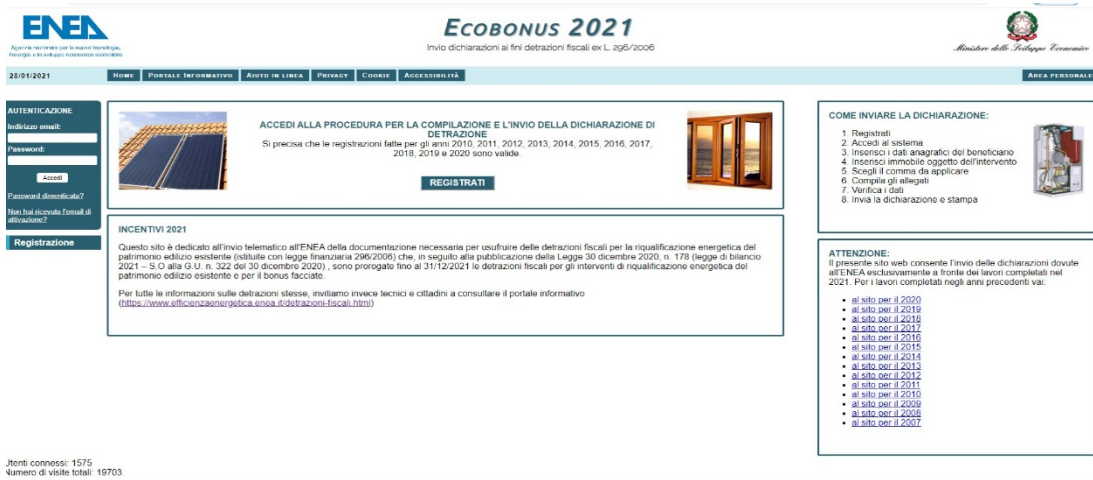 ENEA
Agenzia nazionale per le nuove tecnologie,
l'energia e lo sviluppo economico sostenibile
ECOBONUS 2021
Invio dichiarazioni ai fini detrazioni fiscali ex L. 296/2006
Ministero dello Sviluppo Economico
28/01/2021
HOME
PORTALE INFORMATIVO
AIUTO IN LINEA
PRIVACY
COOKIE
ACCESSIBILITÀ
AREA PERSONALE
AUTENTICAZIONE
Indirizzo email:
Password:
Accedi
Password dimenticata?
Non hai ricevuto l'email di
attivazione?
Registrazione
ACCEDI ALLA PROCEDURA PER LA COMPILAZIONE E L'INVIO DELLA DICHIARAZIONE DI
DETRAZIONE
Si precisa che le registrazioni fatte per gli anni 2010, 2011, 2012, 2013, 2014, 2015, 2016, 2017,
2018, 2019 e 2020 sono valide.
REGISTRATI
INCENTIVI 2021
Questo sito è dedicato all'invio telematico all'ENEA della documentazione necessaria per usufruire delle detrazioni fiscali per la riqualificazione energetica del
patrimonio edilizio esistente (istituite con legge finanziaria 296/2006) che, in seguito alla pubblicazione della Legge 30 dicembre 2020, n. 178 (legge di bilancio
2021 – S.O alla G.U. n. 322 del 30 dicembre 2020) , sono prorogate fino al 31/12/2021 le detrazioni fiscali per gli interventi di riqualificazione energetica del
patrimonio edilizio esistente e per il bonus facciate.
Per tutte le informazioni sulle detrazioni stesse, invitiamo invece tecnici e cittadini a consultare il portale informativo
(https://www.efficienzaenergetica.enea.it/detrazioni-fiscali.html)
COME INVIARE LA DICHIARAZIONE:
1. Registrati
2. Accedi al sistema
3. Inserisci i dati anagrafici del beneficiario
4. Inserisci immobile oggetto dell'intervento
5. Scegli il comma da applicare
6. Compila gli allegati
7. Verifica i dati
8. Invia la dichiarazione e stampa
ATTENZIONE:
Il presente sito web consente l'invio delle dichiarazioni dovute
all'ENEA esclusivamente a fronte dei lavori completati nel
2021. Per i lavori completati negli anni precedenti vai:
• al sito per il 2020
• al sito per il 2019
• al sito per il 2018
• al sito per il 2017
• al sito per il 2016
• al sito per il 2015
• al sito per il 2014
• al sito per il 2013
• al sito per il 2012
• al sito per il 2011
• al sito per il 2010
• al sito per il 2009
• al sito per il 2008
• al sito per il 2007
Utenti connessi: 1575
Numero di visite totali: 19703.